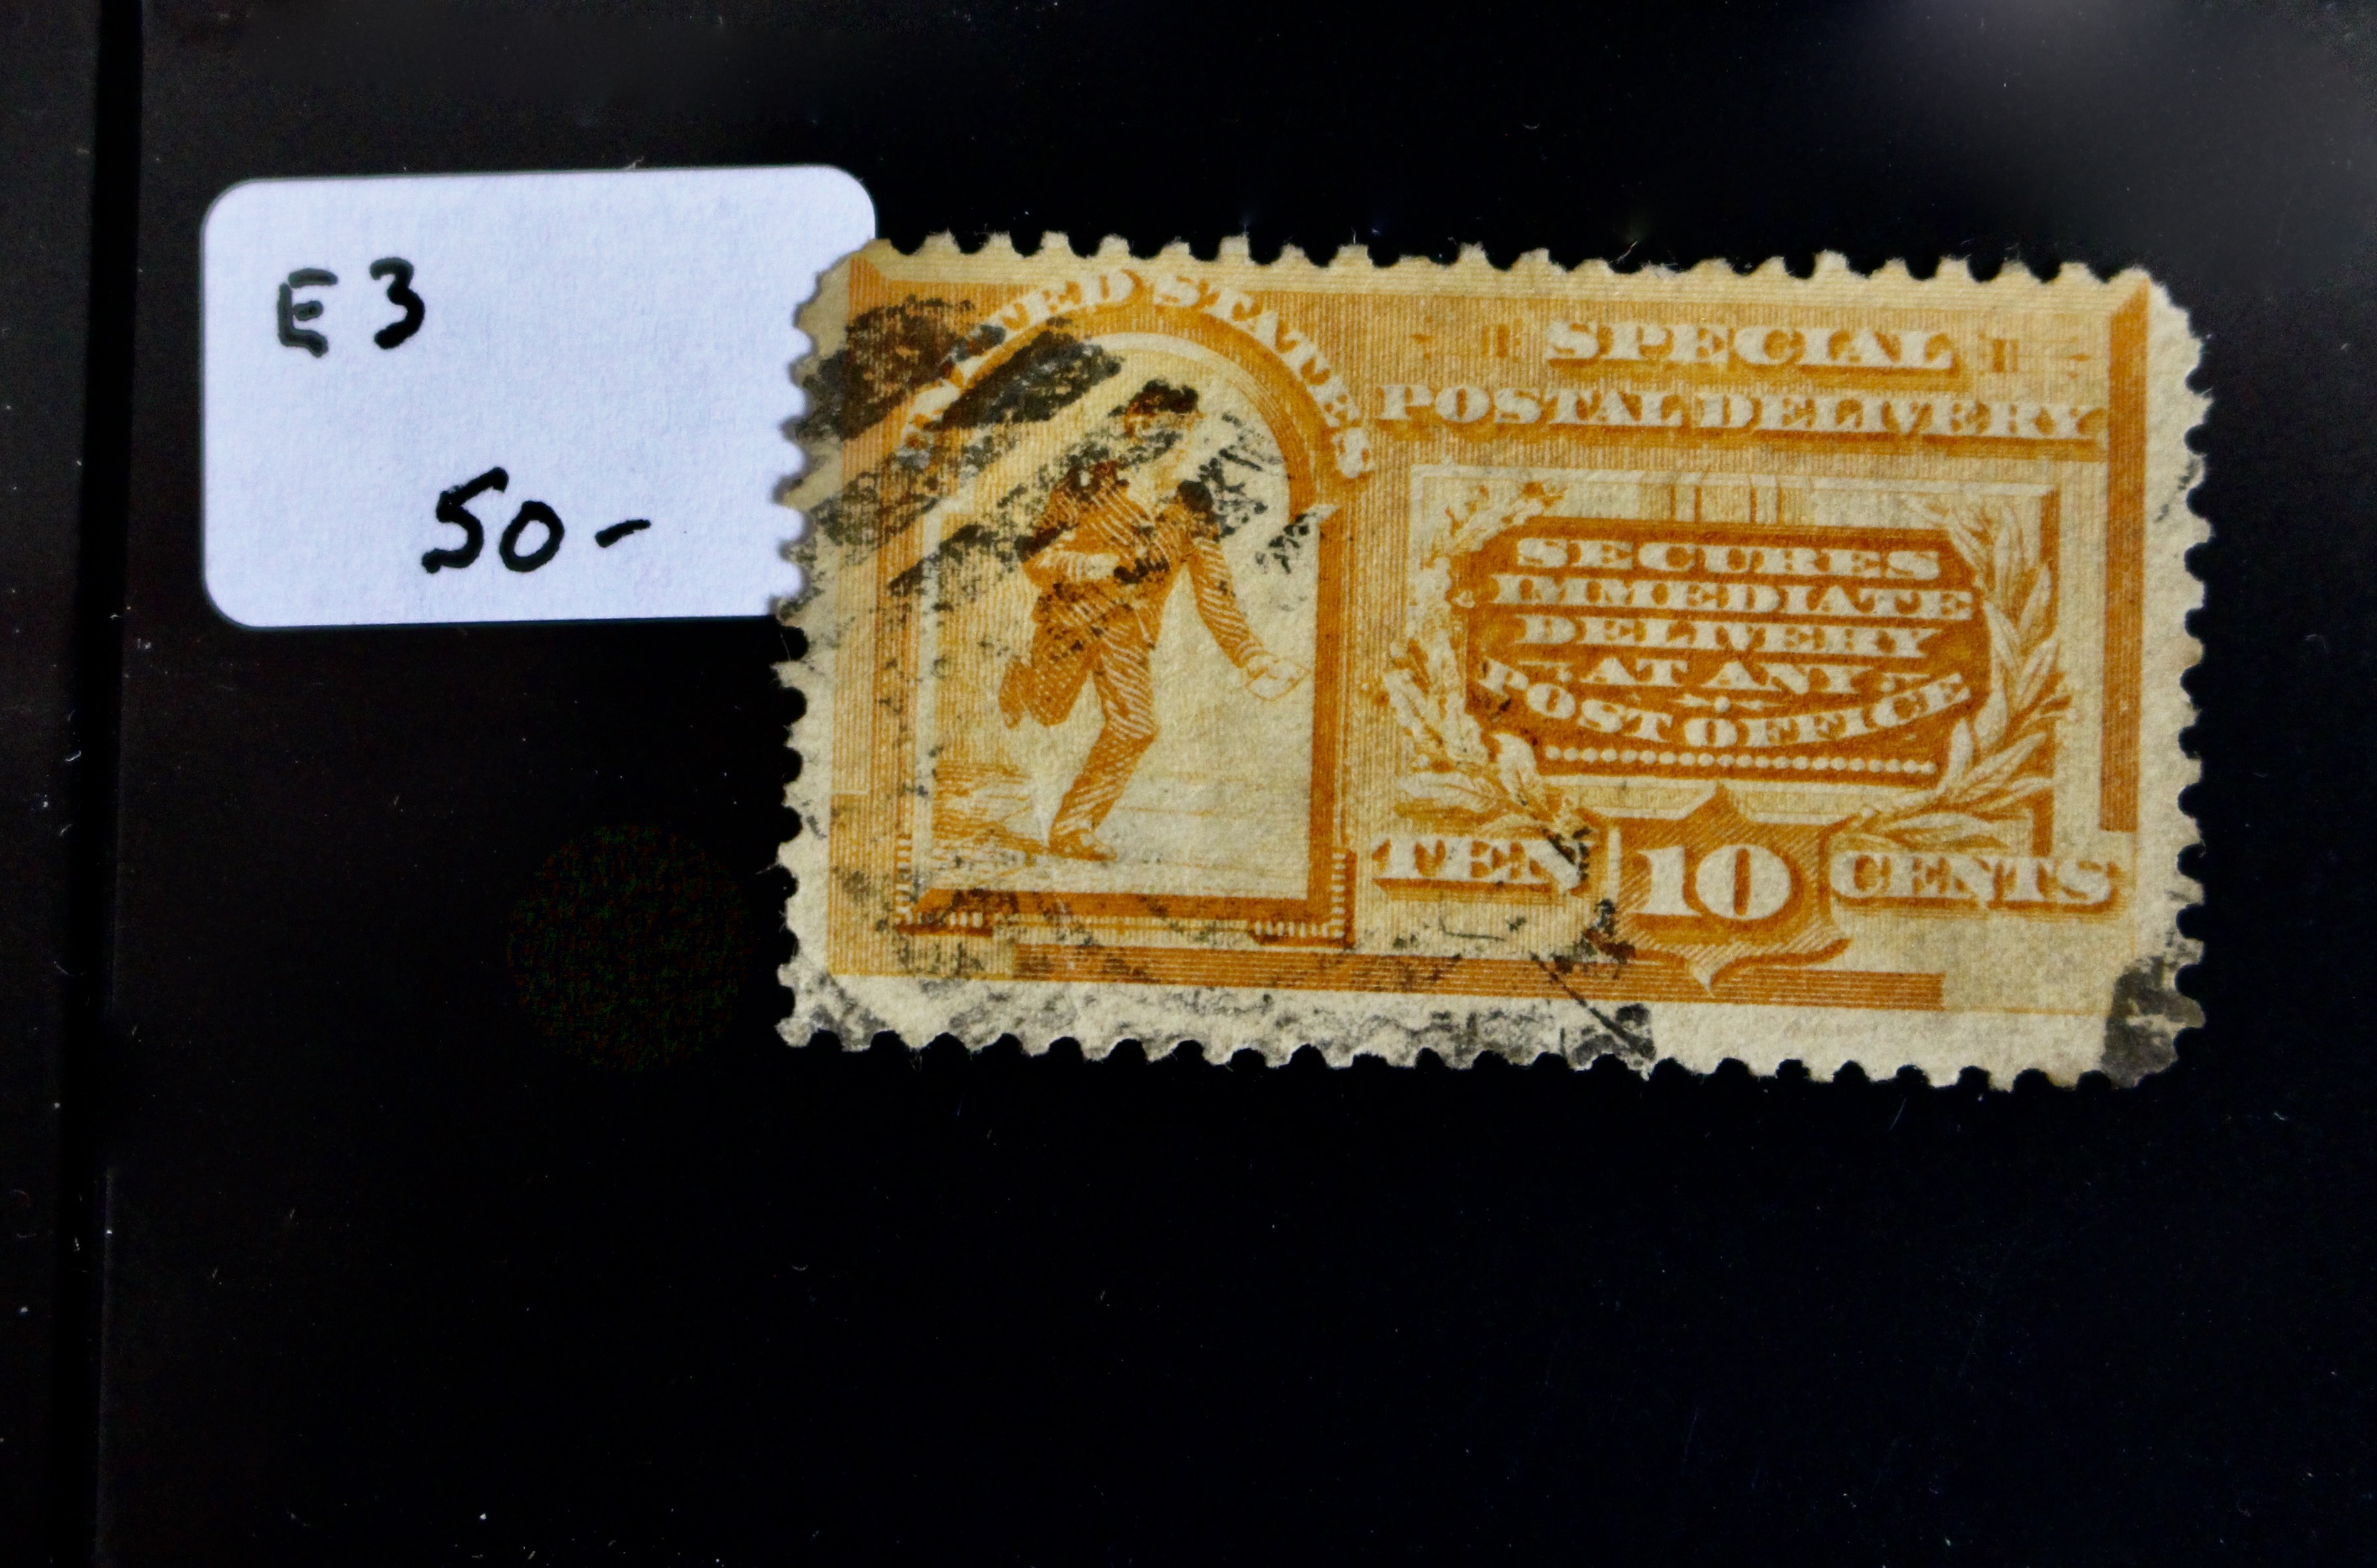 E3
50-
UNITED STATES
SPECIAL
POSTAL DELIVERY
SECURES
IMMEDIATE
DELIVERY
AT ANY
POST OFFICE
TEN 10 CENTS